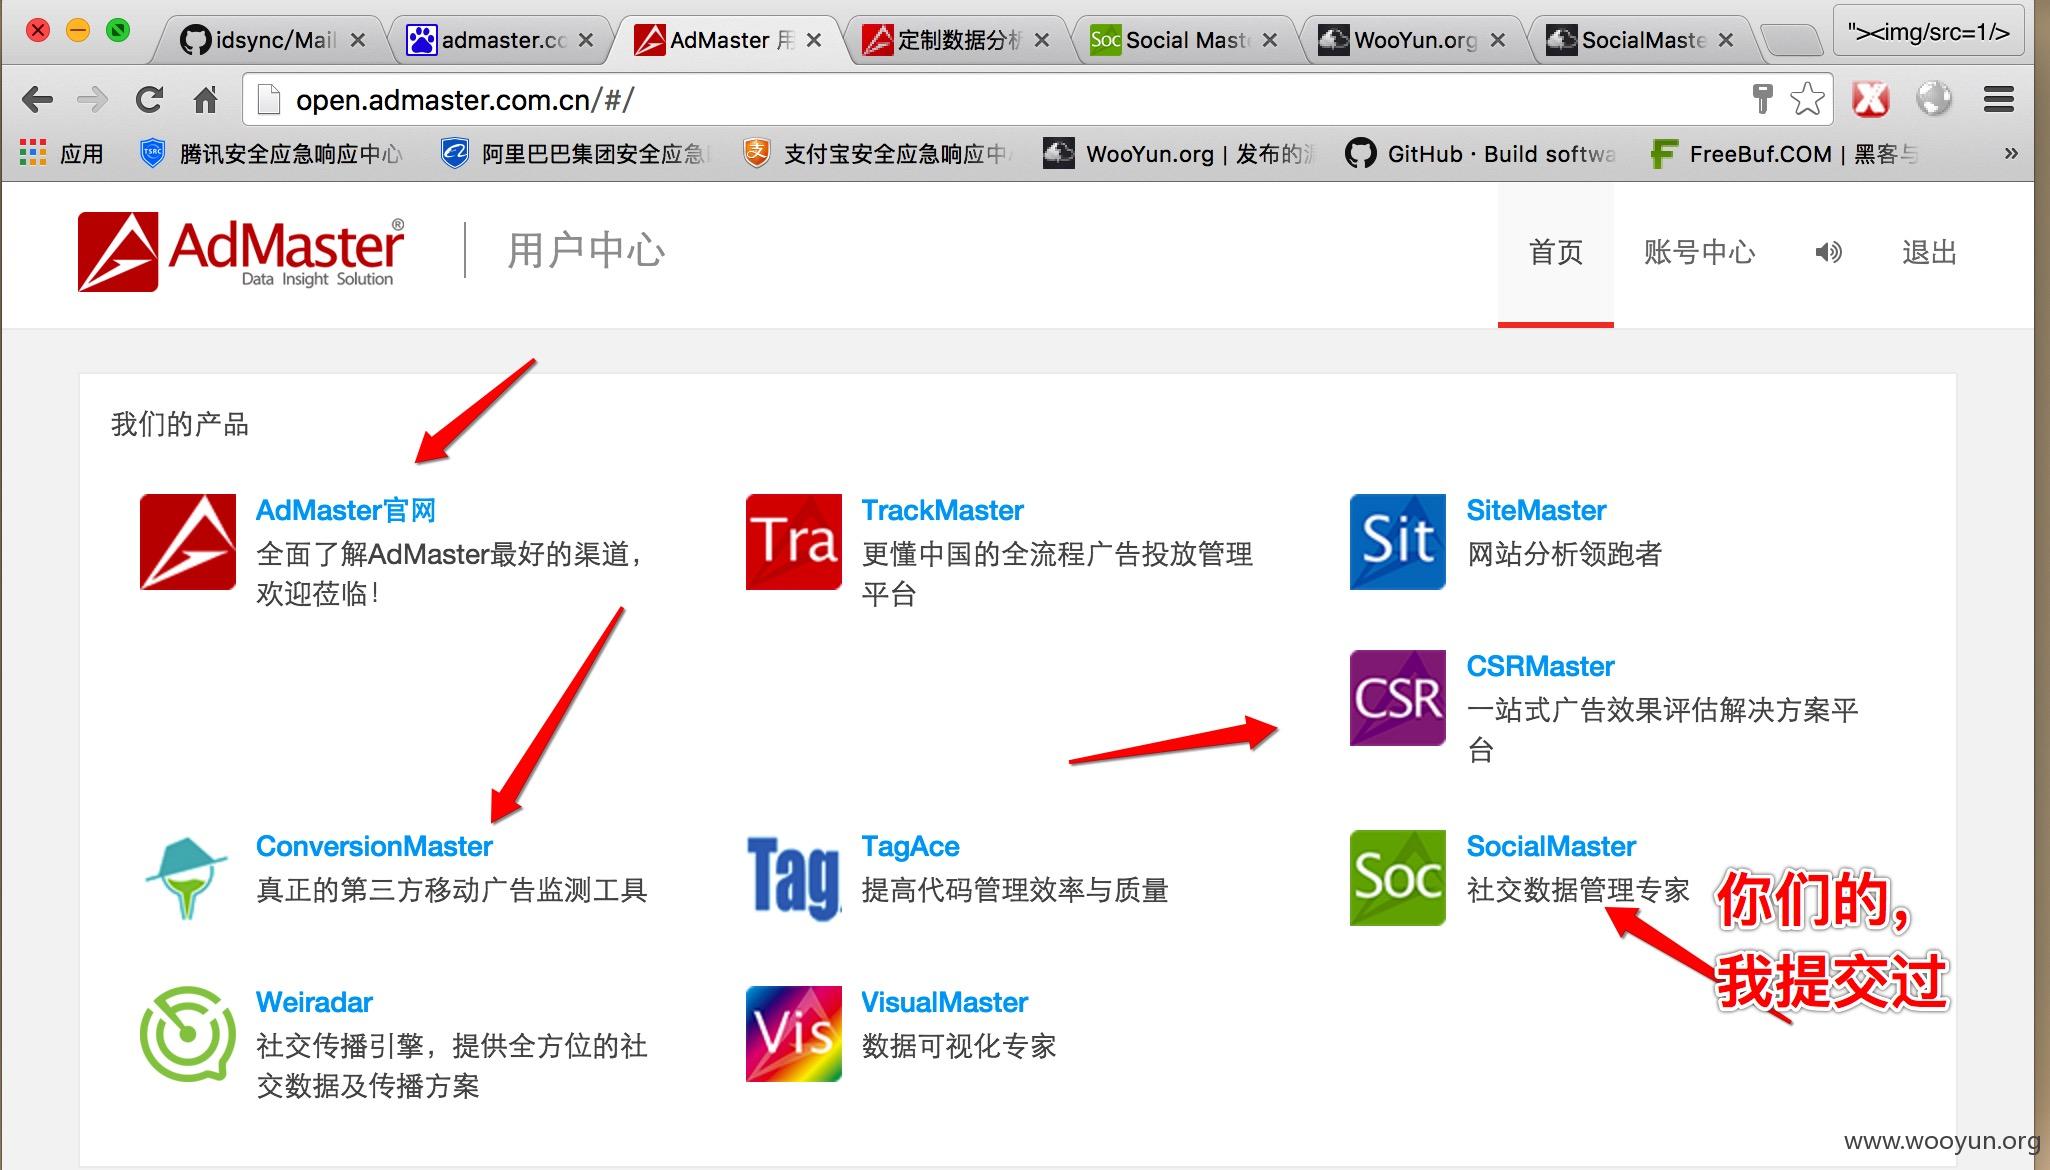 idsync/Mail
admaster.co
AdMaster 用
定制数据分析
Social Mast
WooYun.org
SocialMaste
"><img/src=1/>
open.admaster.com.cn/#/
应用
TSRC
腾讯安全应急响应中心
阿里巴巴集团安全应急
支付宝安全应急响应中
WooYun.org | 发布的漏
GitHub · Build softwa
FreeBuf.COM | 黑客与
»
AdMaster®
Data Insight Solution
用户中心
首页
账号中心
退出
我们的产品
AdMaster官网
全面了解AdMaster最好的渠道，
欢迎莅临！
Tra
TrackMaster
更懂中国的全流程广告投放管理
平台
Sit
SiteMaster
网站分析领跑者
CSR
CSRMaster
一站式广告效果评估解决方案平
台
ConversionMaster
真正的第三方移动广告监测工具
Tag
TagAce
提高代码管理效率与质量
Soc
SocialMaster
社交数据管理专家
你们的，
我提交过
Weiradar
社交传播引擎，提供全方位的社
交数据及传播方案
Vis
VisualMaster
数据可视化专家
www.wooyun.org